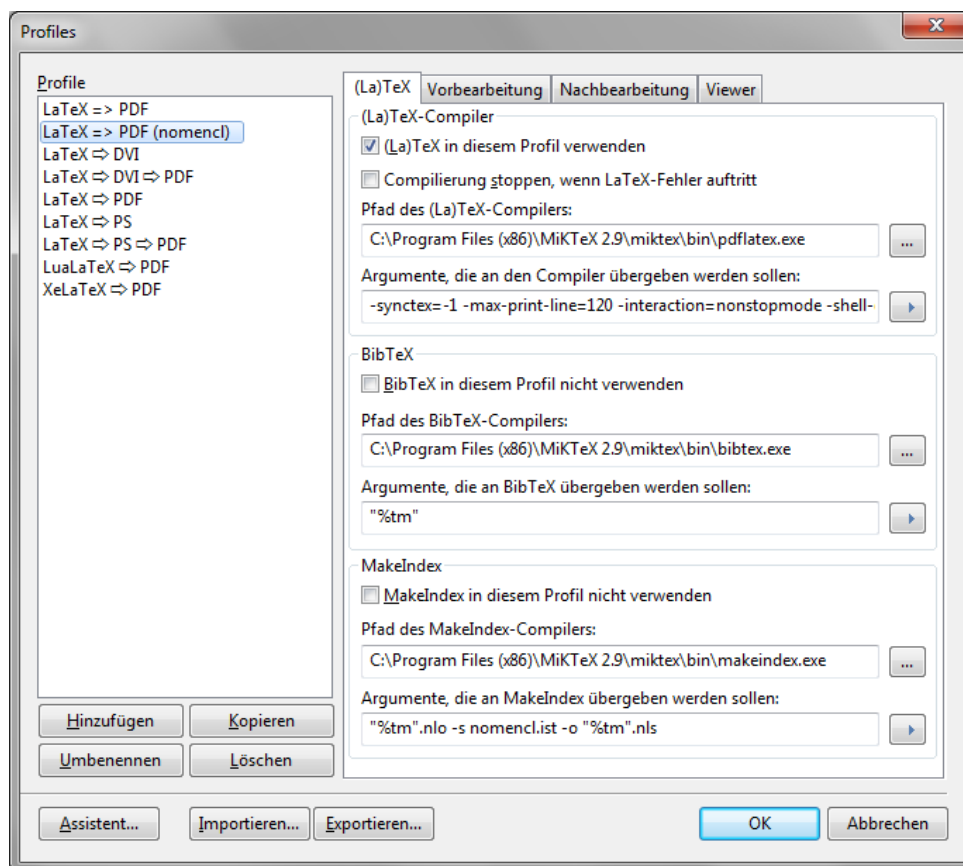 Profiles
Profile
LaTeX => PDF
LaTeX => PDF (nomencl)
LaTeX ⇨ DVI
LaTeX ⇨ DVI ⇨ PDF
LaTeX ⇨ PDF
LaTeX ⇨ PS
LaTeX ⇨ PS ⇨ PDF
LuaLaTeX ⇨ PDF
XeLaTeX ⇨ PDF
Hinzufügen Kopieren
Umbenennen Löschen
(La)TeX Vorbearbeitung Nachbearbeitung Viewer
(La)TeX-Compiler
(La)TeX in diesem Profil verwenden
Compilierung stoppen, wenn LaTeX-Fehler auftritt
Pfad des (La)TeX-Compilers:
C:\Program Files (x86)\MiKTeX 2.9\miktex\bin\pdflatex.exe ...
Argumente, die an den Compiler übergeben werden sollen:
-synctex=-1 -max-print-line=120 -interaction=nonstopmode -shell-
BibTeX
BibTeX in diesem Profil nicht verwenden
Pfad des BibTeX-Compilers:
C:\Program Files (x86)\MiKTeX 2.9\miktex\bin\bibtex.exe ...
Argumente, die an BibTeX übergeben werden sollen:
"%tm"
MakeIndex
MakeIndex in diesem Profil nicht verwenden
Pfad des MakeIndex-Compilers:
C:\Program Files (x86)\MiKTeX 2.9\miktex\bin\makeindex.exe ...
Argumente, die an MakeIndex übergeben werden sollen:
"%tm".nlo -s nomencl.ist -o "%tm".nls
Assistent... Importieren... Exportieren... OK Abbrechen